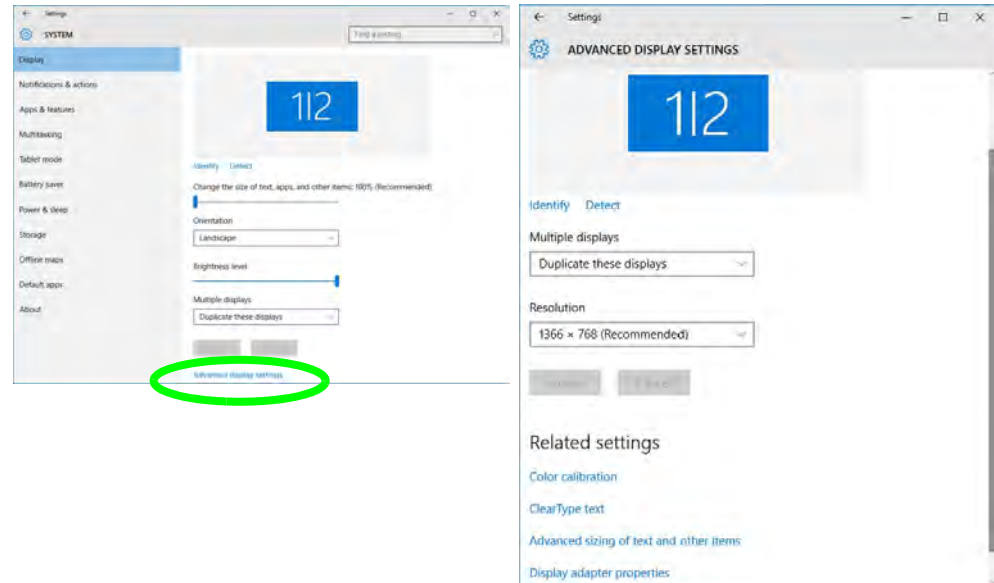 Settings
SYSTEM
Find a setting
Display
Notifications & actions
Apps & features
Multitasking
Tablet mode
Battery saver
Power & sleep
Storage
Offline maps
Default apps
About
1|2
Identify Detect
Change the size of text, apps, and other items: 100% (Recommended)
Orientation
Landscape
Brightness level
Multiple displays
Duplicate these displays
Advanced display settings
Settings
ADVANCED DISPLAY SETTINGS
1|2
Identify Detect
Multiple displays
Duplicate these displays
Resolution
1366 × 768 (Recommended)
Related settings
Color calibration
ClearType text
Advanced sizing of text and other items
Display adapter properties